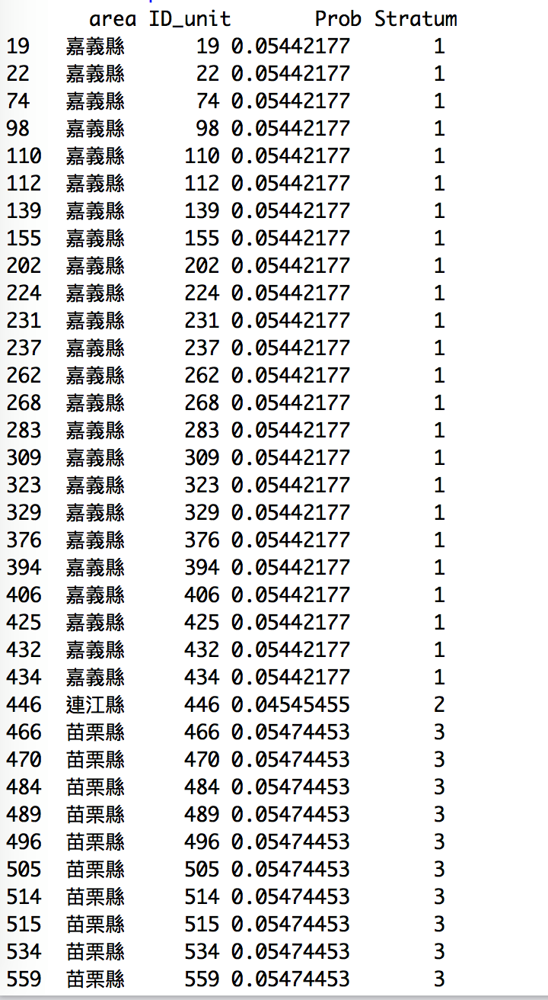 area ID_unit Prob Stratum
19 嘉義縣 19 0.05442177 1
22 嘉義縣 22 0.05442177 1
74 嘉義縣 74 0.05442177 1
98 嘉義縣 98 0.05442177 1
110 嘉義縣 110 0.05442177 1
112 嘉義縣 112 0.05442177 1
139 嘉義縣 139 0.05442177 1
155 嘉義縣 155 0.05442177 1
202 嘉義縣 202 0.05442177 1
224 嘉義縣 224 0.05442177 1
231 嘉義縣 231 0.05442177 1
237 嘉義縣 237 0.05442177 1
262 嘉義縣 262 0.05442177 1
268 嘉義縣 268 0.05442177 1
283 嘉義縣 283 0.05442177 1
309 嘉義縣 309 0.05442177 1
323 嘉義縣 323 0.05442177 1
329 嘉義縣 329 0.05442177 1
376 嘉義縣 376 0.05442177 1
394 嘉義縣 394 0.05442177 1
406 嘉義縣 406 0.05442177 1
425 嘉義縣 425 0.05442177 1
432 嘉義縣 432 0.05442177 1
434 嘉義縣 434 0.05442177 1
446 連江縣 446 0.04545455 2
466 苗栗縣 466 0.05474453 3
470 苗栗縣 470 0.05474453 3
484 苗栗縣 484 0.05474453 3
489 苗栗縣 489 0.05474453 3
496 苗栗縣 496 0.05474453 3
505 苗栗縣 505 0.05474453 3
514 苗栗縣 514 0.05474453 3
515 苗栗縣 515 0.05474453 3
534 苗栗縣 534 0.05474453 3
559 苗栗縣 559 0.05474453 3